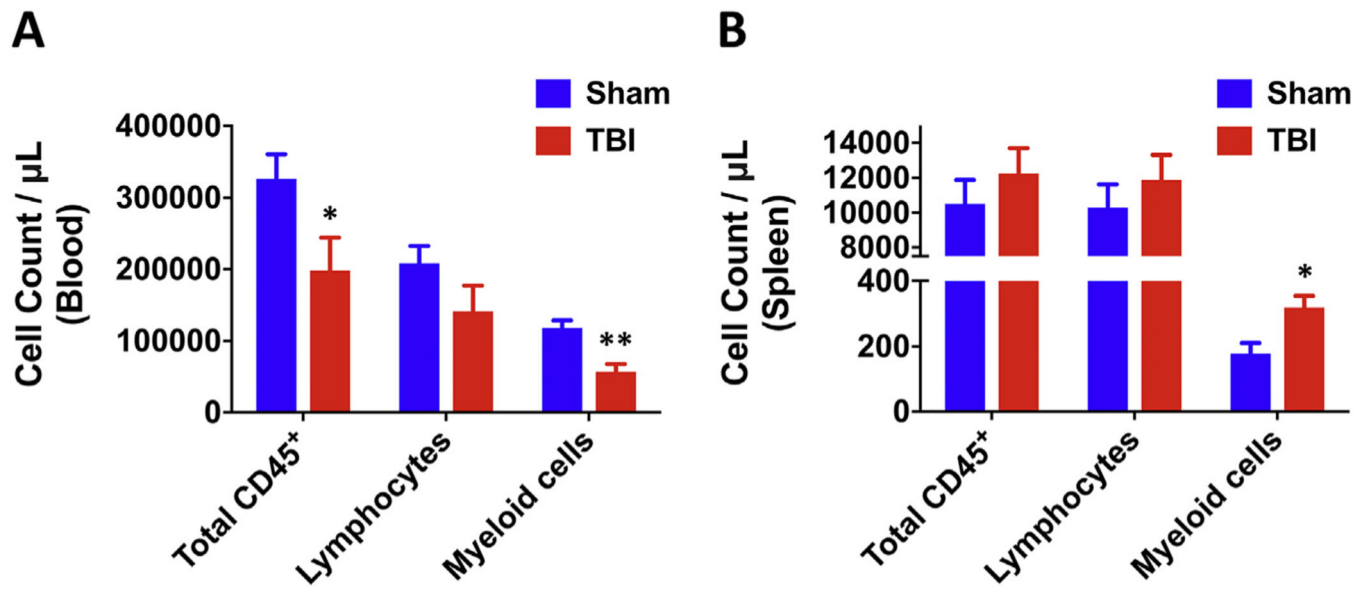 A
Sham
TBI
Cell Count / µL
(Blood)
400000
300000
200000
100000
0
*
**
Total CD45⁺
Lymphocytes
Myeloid cells
B
Sham
TBI
Cell Count / µL
(Spleen)
14000
12000
10000
8000
400
200
0
*
Total CD45⁺
Lymphocytes
Myeloid cells